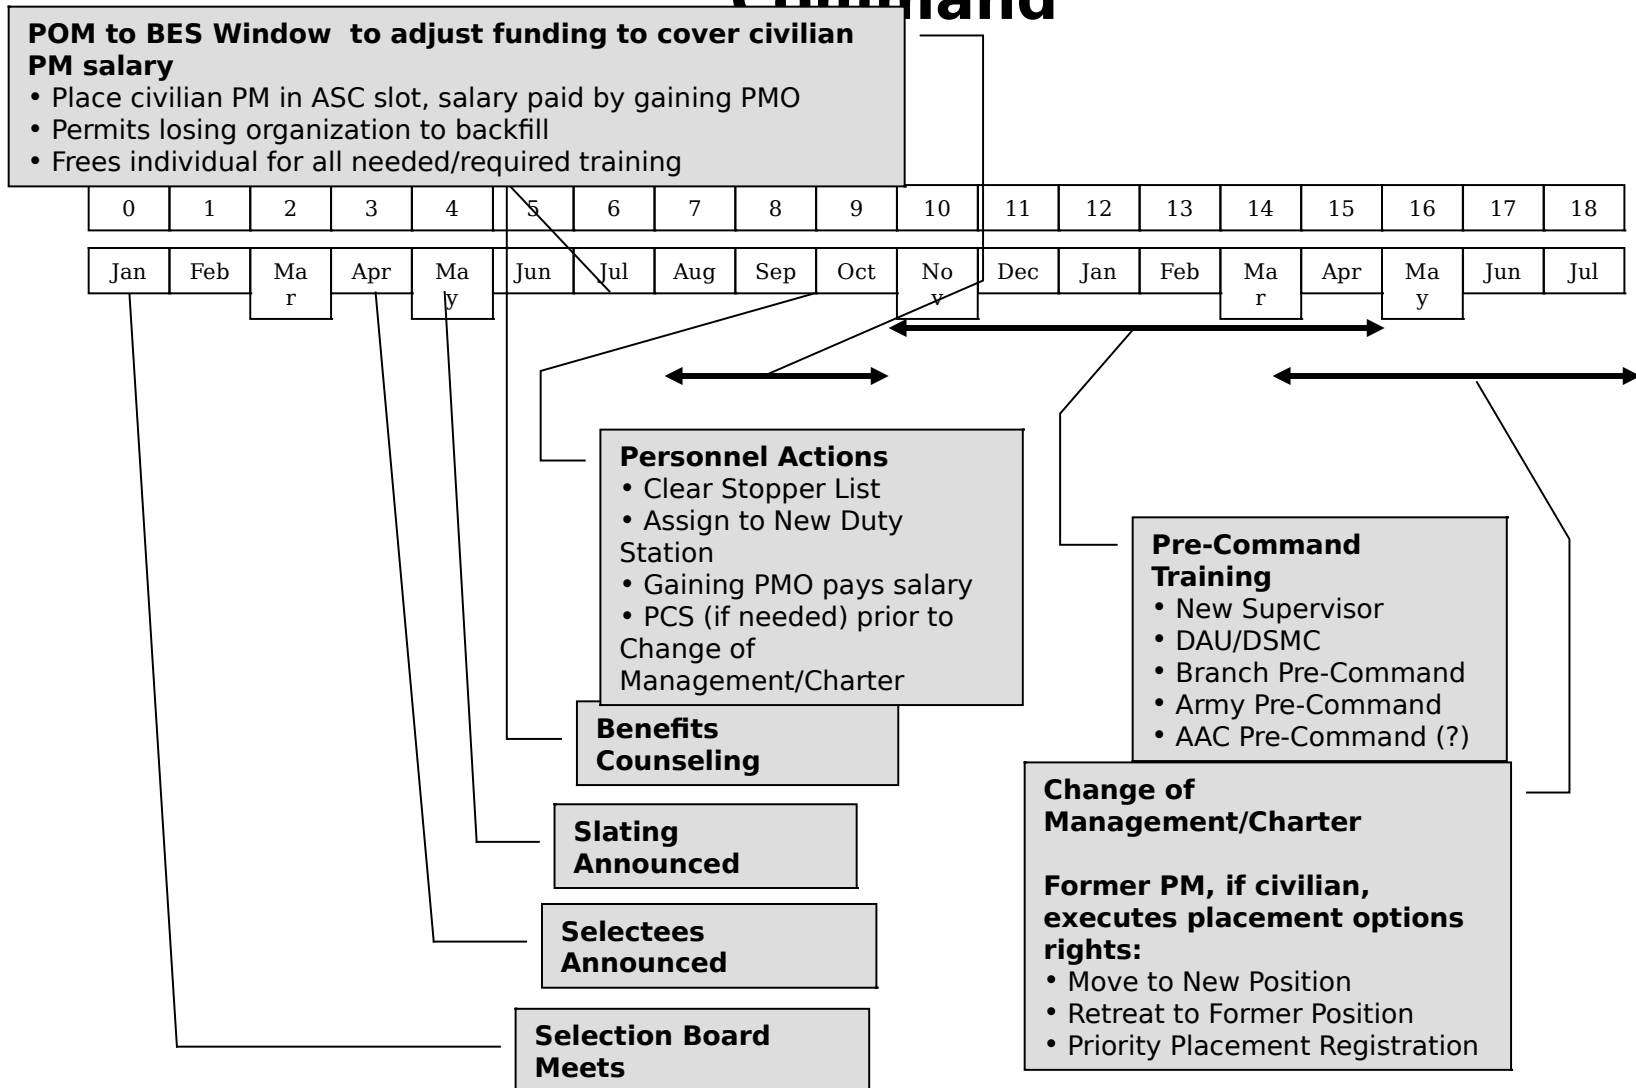 POM to BES Window  to adjust funding to cover civilian
PM salary
• Place civilian PM in ASC slot, salary paid by gaining PMO
• Permits losing organization to backfill
• Frees individual for all needed/required training
0 1 2 3 4 5 6 7 8 9 10 11 12 13 14 15 16 17 18
Jan Feb Mar Apr May Jun Jul Aug Sep Oct Nov Dec Jan Feb Mar Apr May Jun Jul
Personnel Actions
• Clear Stopper List
• Assign to New Duty
Station
• Gaining PMO pays salary
• PCS (if needed) prior to
Change of
Management/Charter
Pre-Command
Training
• New Supervisor
• DAU/DSMC
• Branch Pre-Command
• Army Pre-Command
• AAC Pre-Command (?)
Benefits
Counseling
Slating
Announced
Selectees
Announced
Selection Board
Meets
Change of
Management/Charter
Former PM, if civilian,
executes placement options
rights:
• Move to New Position
• Retreat to Former Position
• Priority Placement Registration